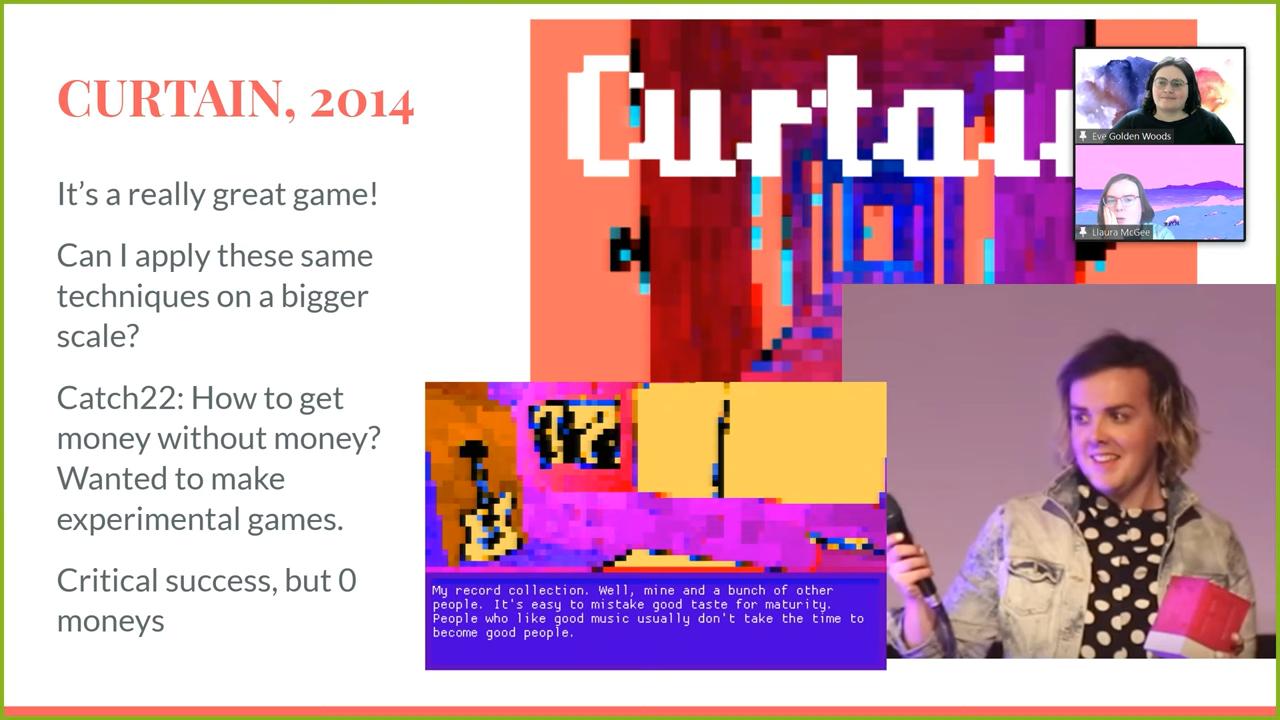 CURTAIN, 2014
It’s a really great game!
Can I apply these same
techniques on a bigger
scale?
Catch22: How to get
money without money?
Wanted to make
experimental games.
Critical success, but 0
moneys
Curtain
Eve Golden Woods
Llaura McGee
My record collection. Well, mine and a bunch of other
people. It's easy to mistake good taste for maturity.
People who like good music usually don't take the time to
become good people.